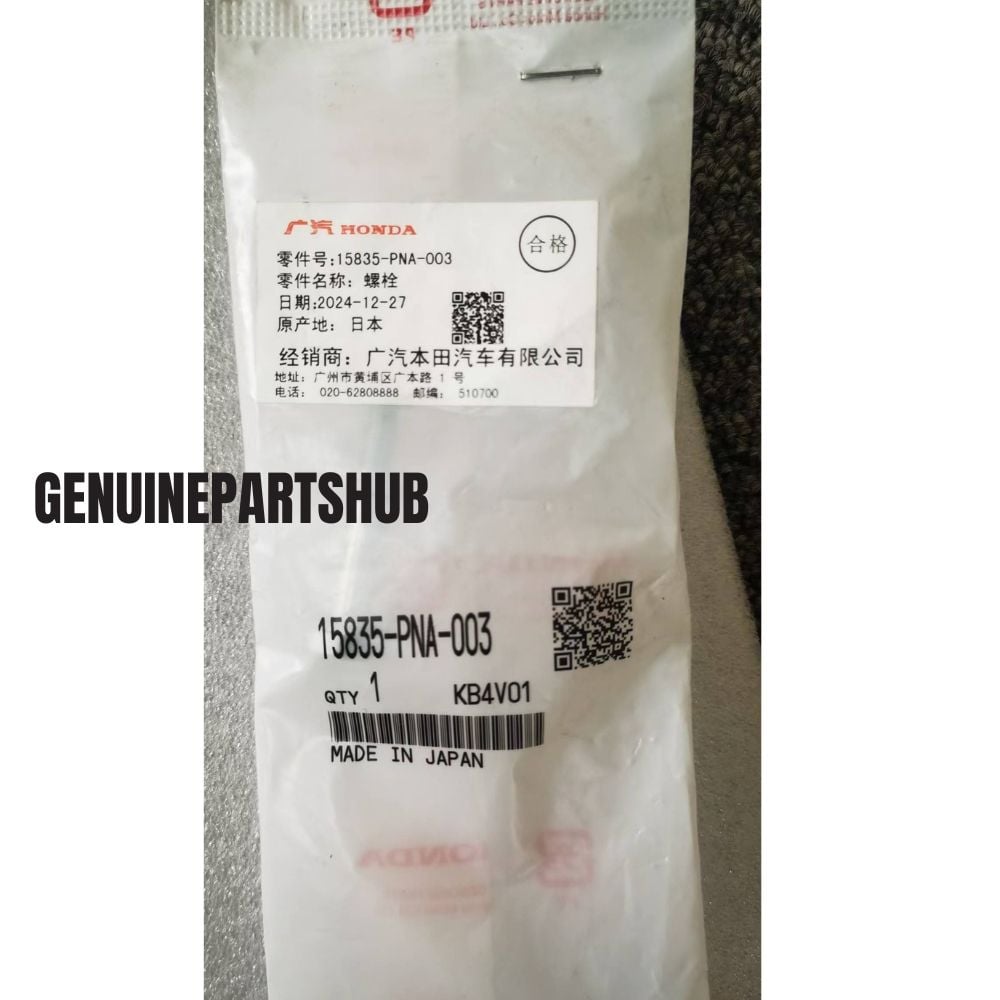 PE
广汽 HONDA
合格
零件号:15835-PNA-003
零件名称: 螺栓
日期:2024-12-27
原产地: 日本
经销商: 广汽本田汽车有限公司
地址: 广州市黄埔区广本路 1 号
电话: 020-62808888 邮编: 510700
GENUINEPARTSHUB
15835-PNA-003
QTY 1 KB4V01
MADE IN JAPAN
HONDA